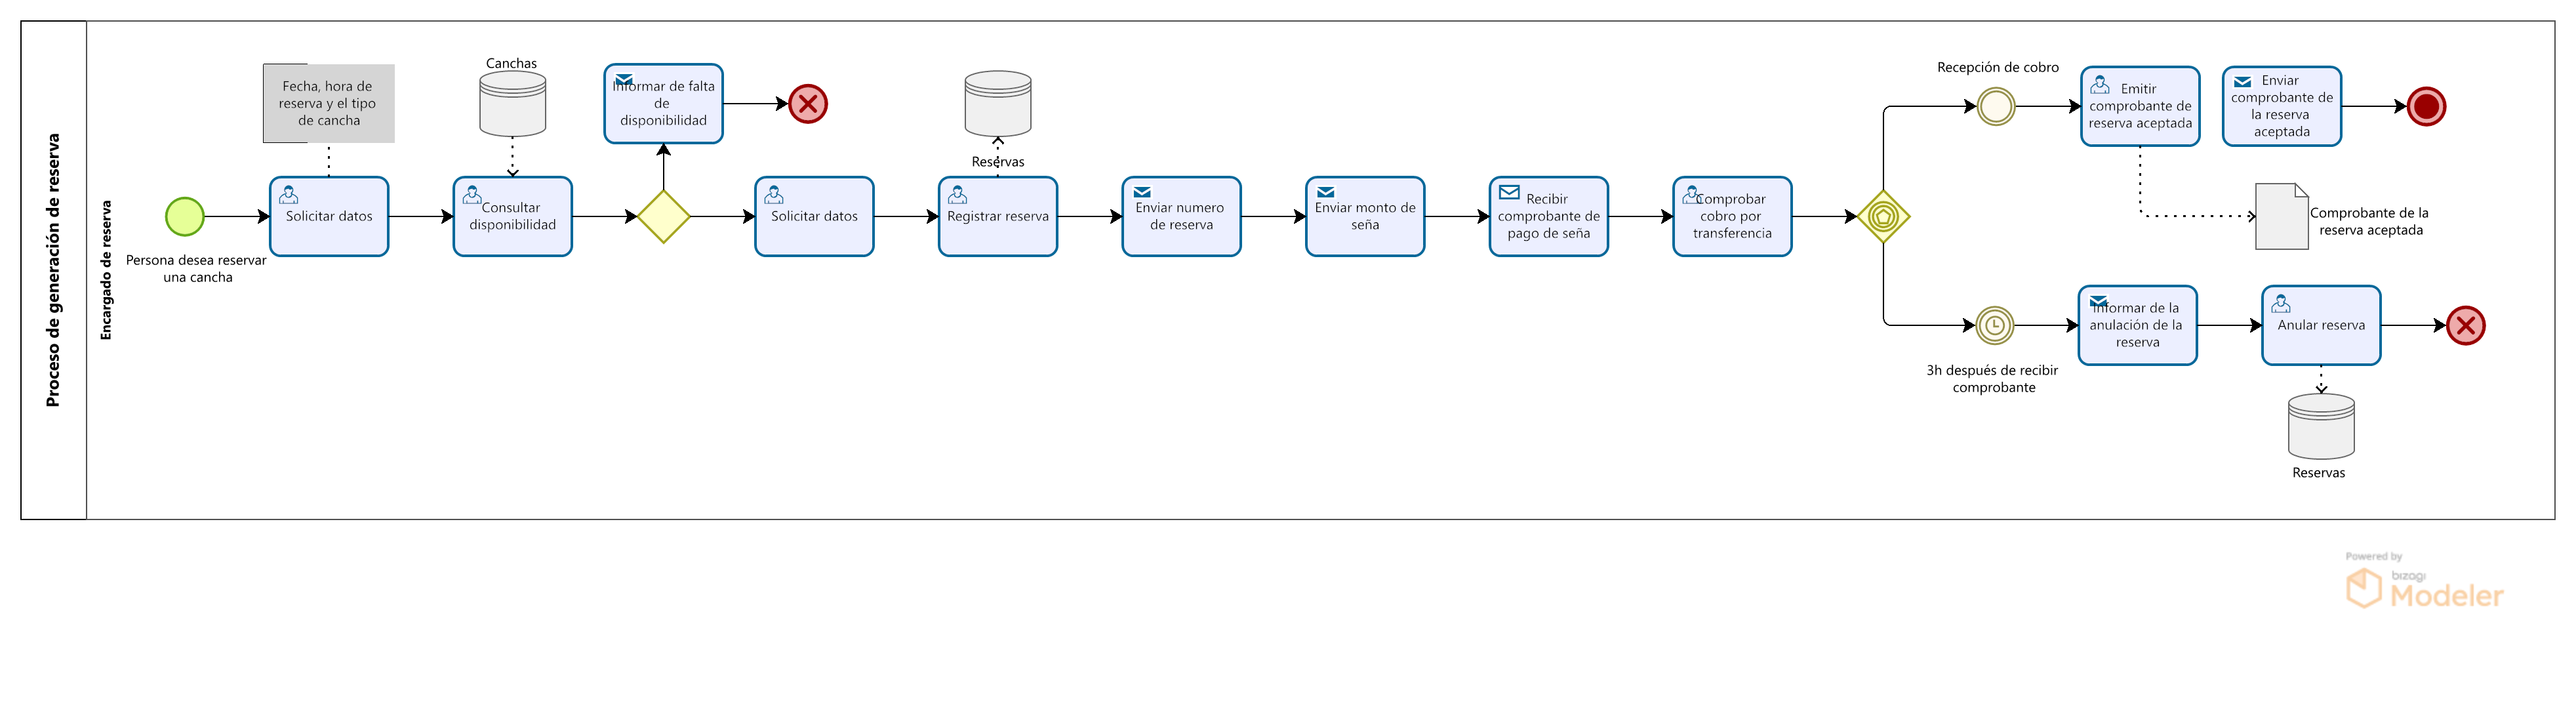 Proceso de generación de reserva
Encargado de reserva
Persona desea reservar
una cancha
Fecha, hora de
reserva y el tipo
de cancha
Solicitar datos
Canchas
Consultar
disponibilidad
Informar de falta
de
disponibilidad
Solicitar datos
Reservas
Registrar reserva
Enviar numero
de reserva
Enviar monto de
seña
Recibir
comprobante de
pago de seña
Comprobar
cobro por
transferencia
Recepción de cobro
Emitir
comprobante de
reserva aceptada
Enviar
comprobante de
la reserva
aceptada
Comprobante de la
reserva aceptada
3h después de recibir
comprobante
Informar de la
anulación de la
reserva
Anular reserva
Reservas
Powered by
bizagi
Modeler